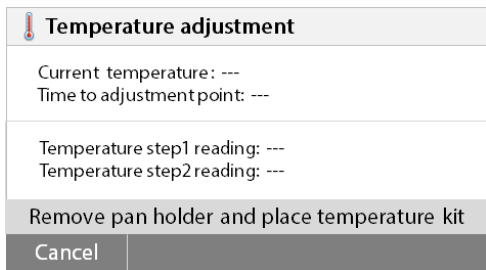 Temperature adjustment
Current temperature: ---
Time to adjustment point: ---
Temperature step1 reading: ---
Temperature step2 reading: ---
Remove pan holder and place temperature kit
Cancel